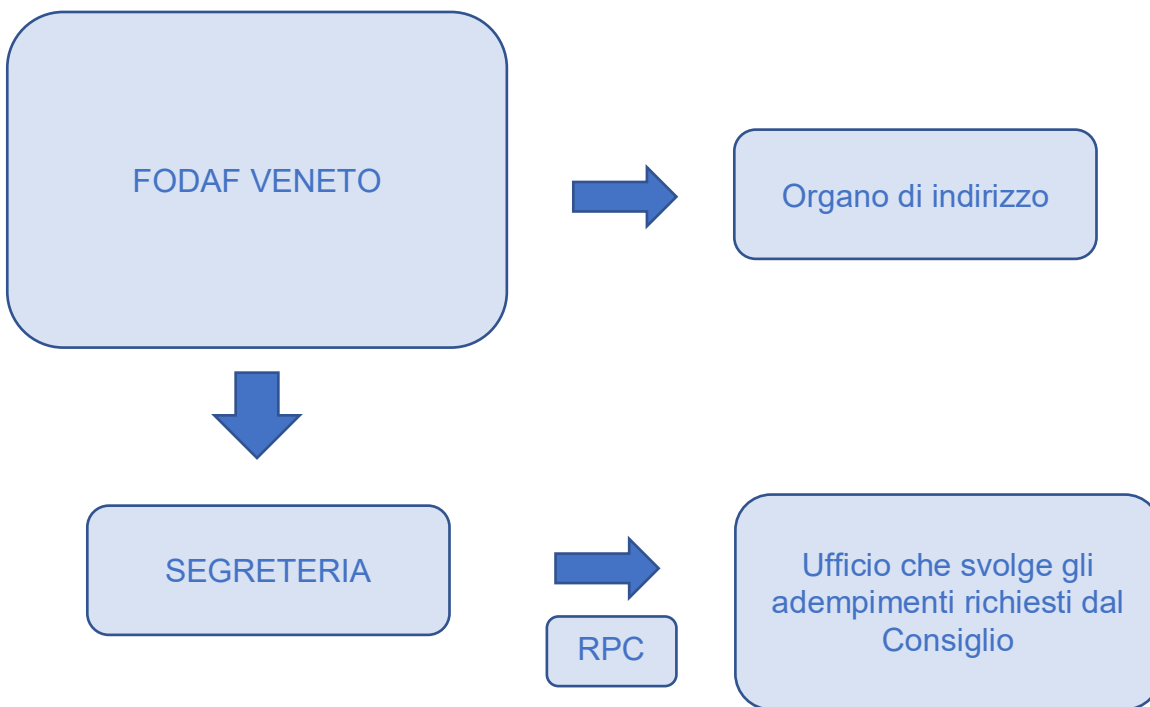 FODAF VENETO
Organo di indirizzo
SEGRETERIA
RPC
Ufficio che svolge gli
adempimenti richiesti dal
Consiglio